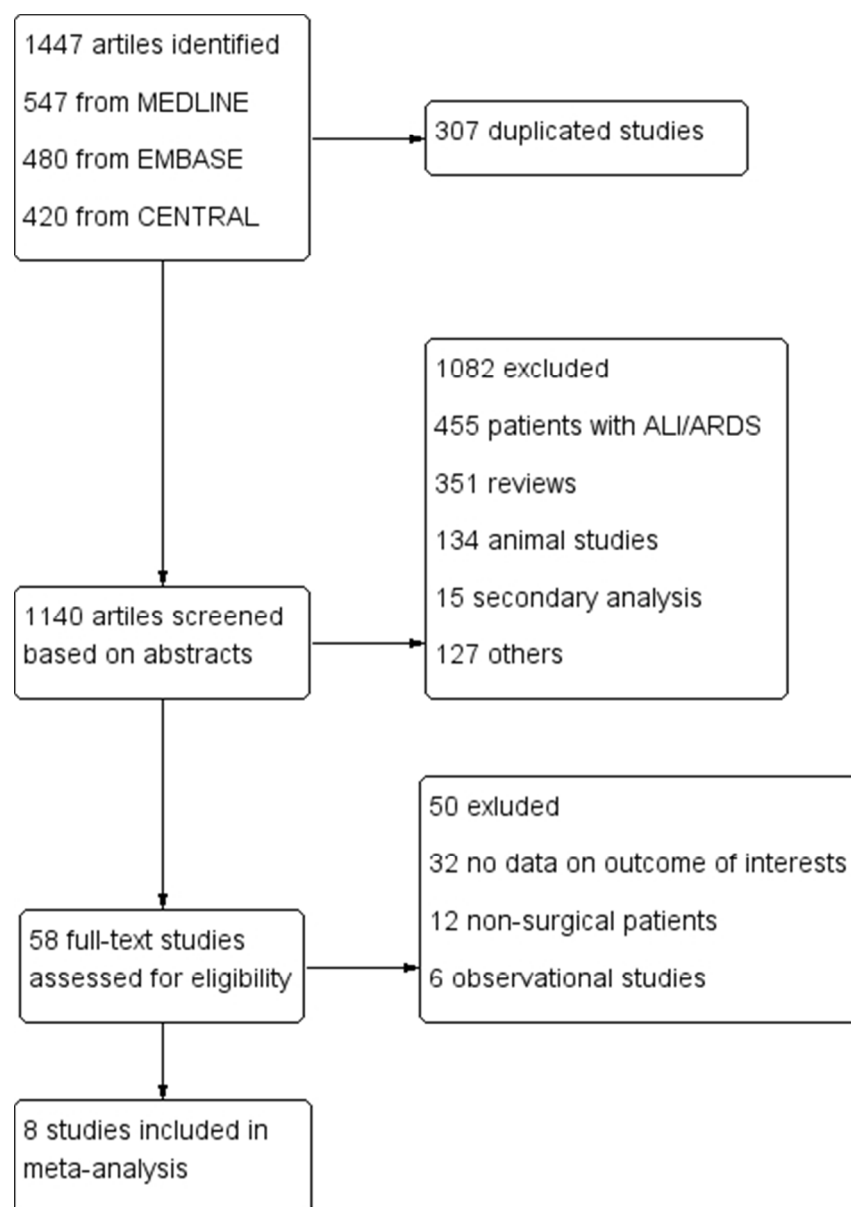 1447 artiles identified
547 from MEDLINE
480 from EMBASE
420 from CENTRAL
307 duplicated studies
1140 artiles screened
based on abstracts
1082 excluded
455 patients with ALI/ARDS
351 reviews
134 animal studies
15 secondary analysis
127 others
58 full-text studies
assessed for eligibility
50 exluded
32 no data on outcome of interests
12 non-surgical patients
6 observational studies
8 studies included in
meta-analysis